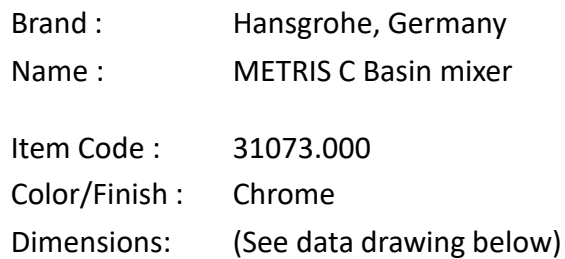 Brand : Hansgrohe, Germany
Name : METRIS C Basin mixer
Item Code : 31073.000
Color/Finish : Chrome
Dimensions: (See data drawing below)